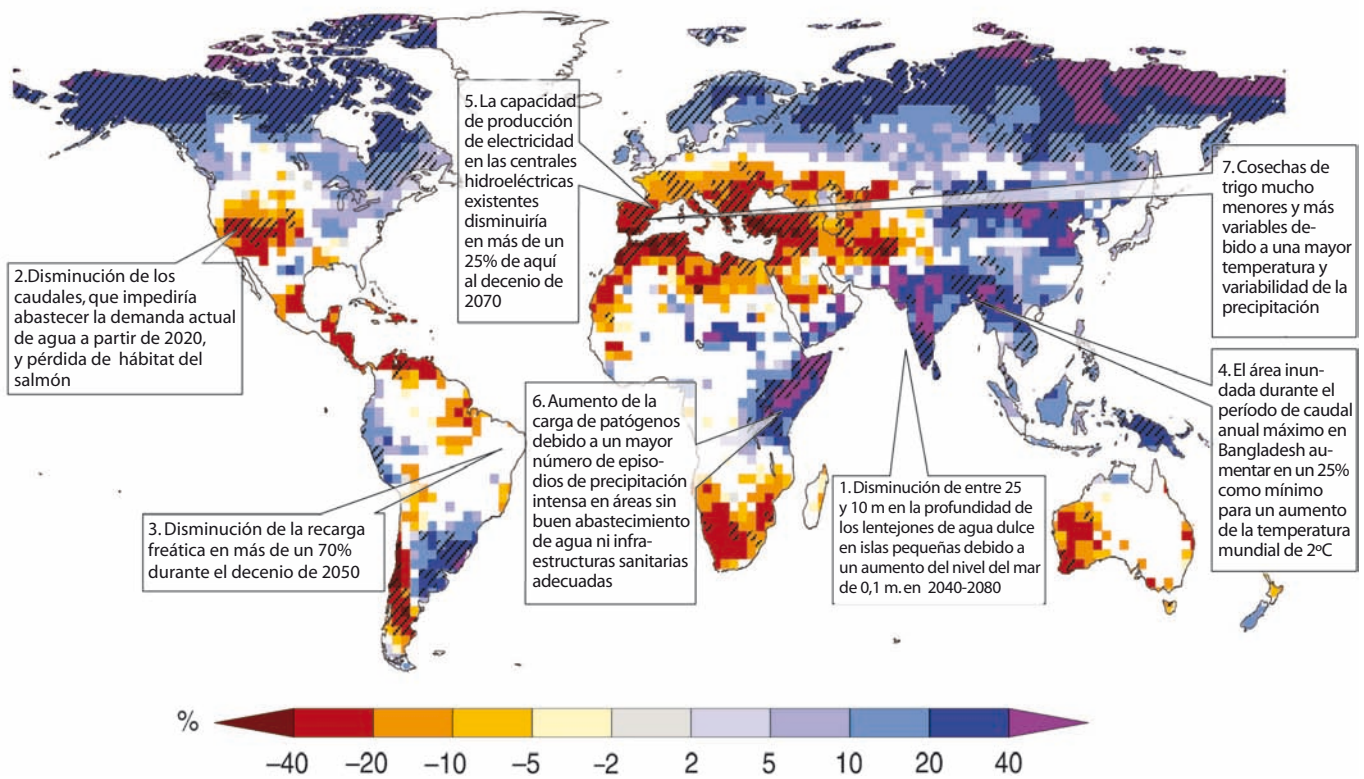 5. La capacidad
de producción
de electricidad
en las centrales
hidroeléctricas
existentes
disminuiría
en más de un
25% de aquí
al decenio de
2070
7. Cosechas de
trigo mucho
menores y más
variables de-
bido a una mayor
temperatura y
variabilidad de la
precipitación
2. Disminución de los
caudales, que impediría
abastecer la demanda actual
de agua a partir de 2020,
y pérdida de hábitat del
salmón
4. El área inun-
dada durante el
período de caudal
anual máximo en
Bangladesh au-
mentar en un 25%
como mínimo
para un aumento
de la temperatura
mundial de 2ºC
6. Aumento de la
carga de patógenos
debido a un mayor
número de episo-
dios de precipitación
intensa en áreas sin
buen abastecimiento
de agua ni infra-
estructuras sanitarias
adecuadas
1. Disminución de entre 25
y 10 m en la profundidad de
los lentejones de agua dulce
en islas pequeñas debido a
un aumento del nivel del mar
de 0,1 m. en 2040-2080
3. Disminución de la recarga
freática en más de un 70%
durante el decenio de 2050
%
−40 −20 −10 −5 −2 2 5 10 20 40